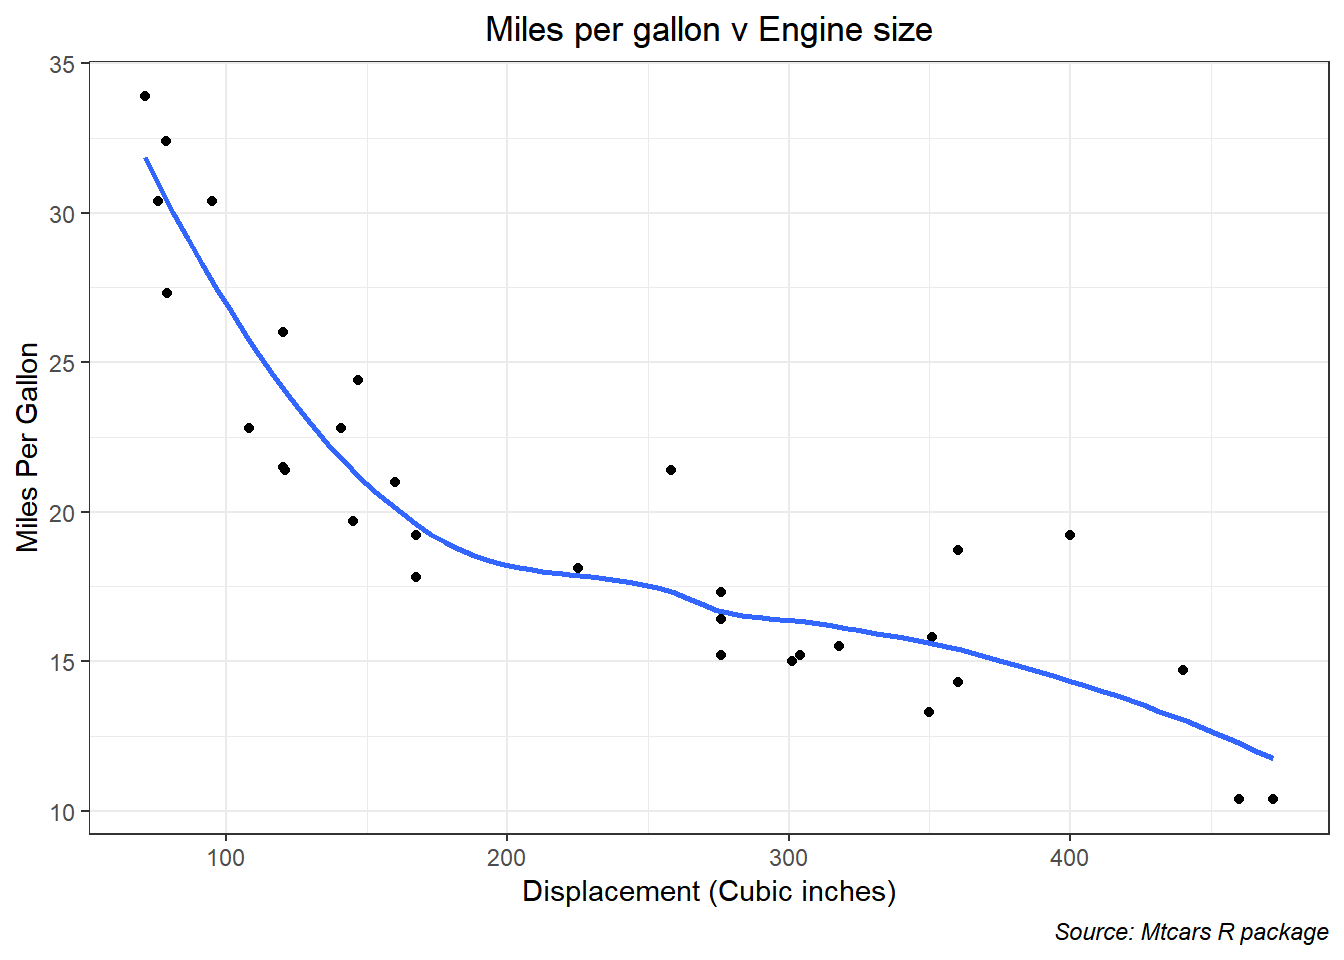 Miles per gallon v Engine size
35
30
25
20
15
10
Miles Per Gallon
100 200 300 400
Displacement (Cubic inches)
Source: Mtcars R package